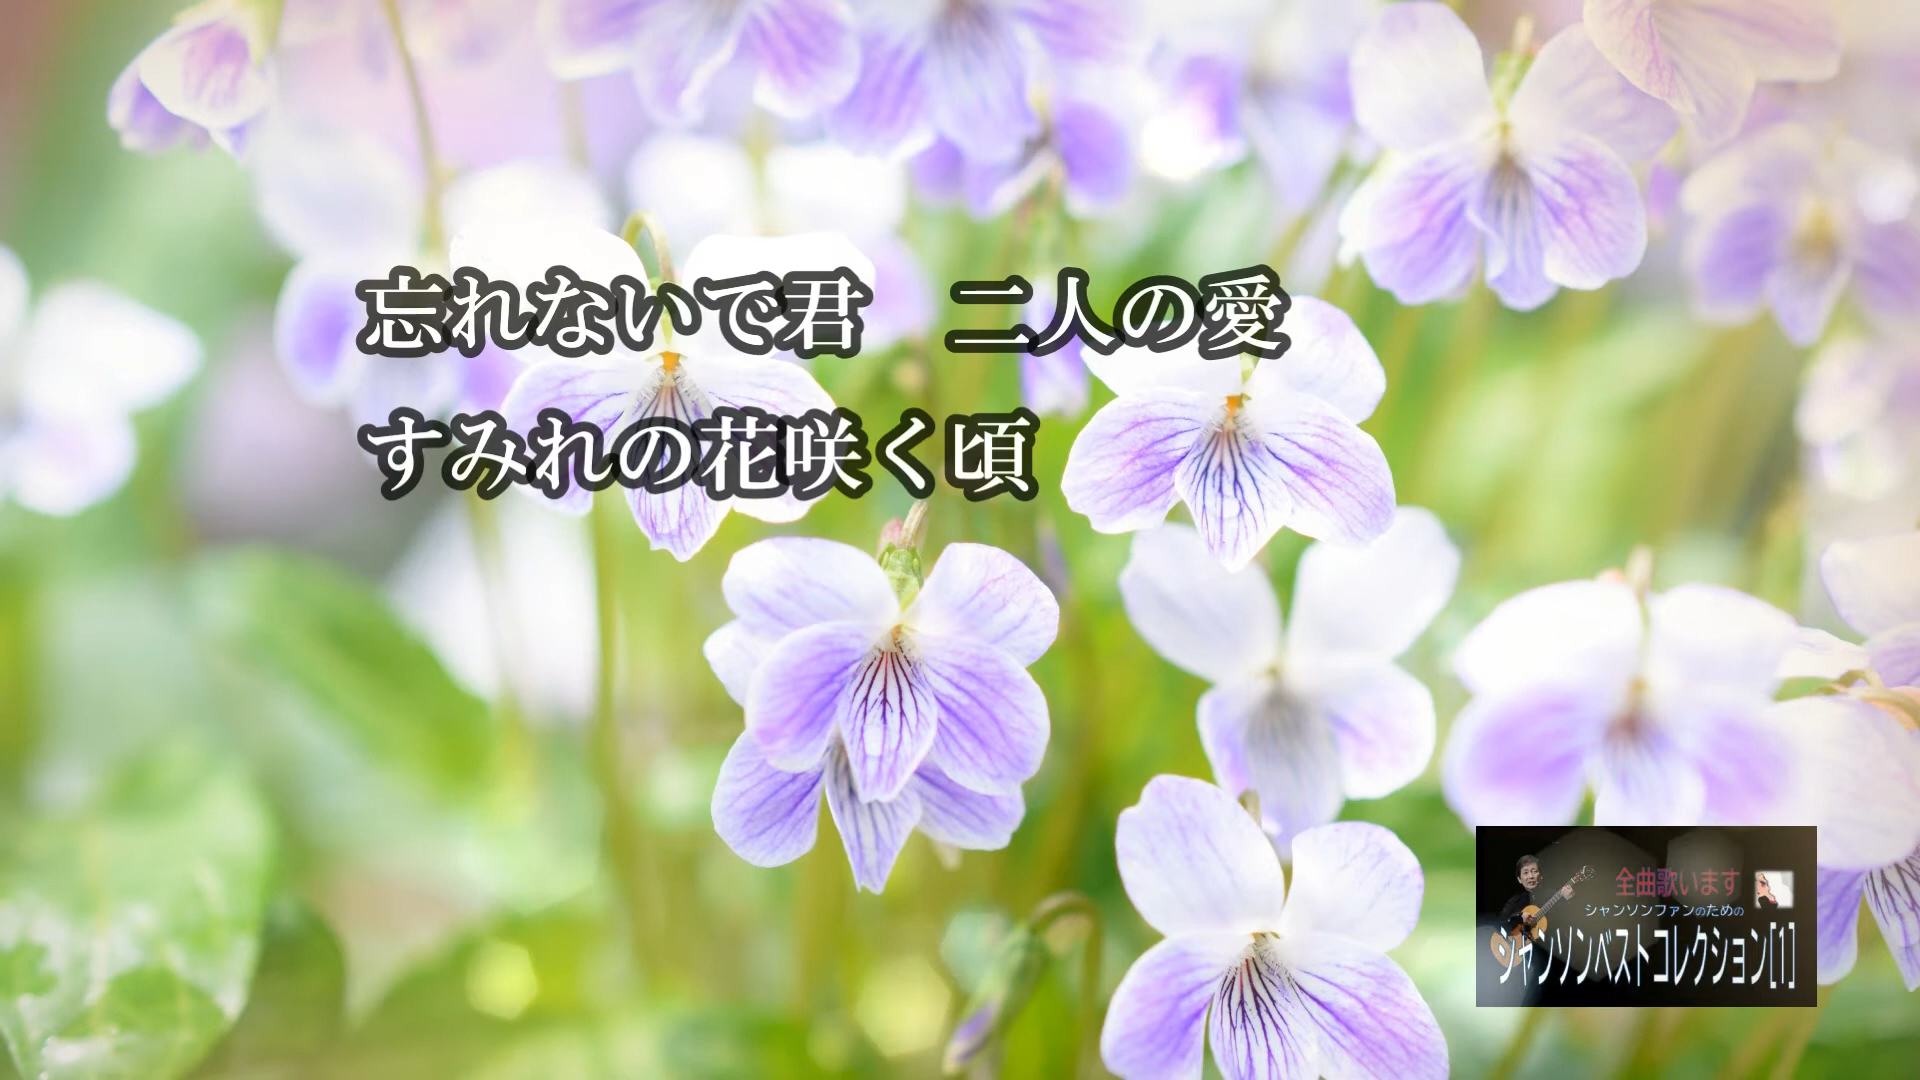 忘れないで君　二人の愛
すみれの花咲く頃
全曲歌います
シャンソンファンのための
シャンソンベストコレクション[1]